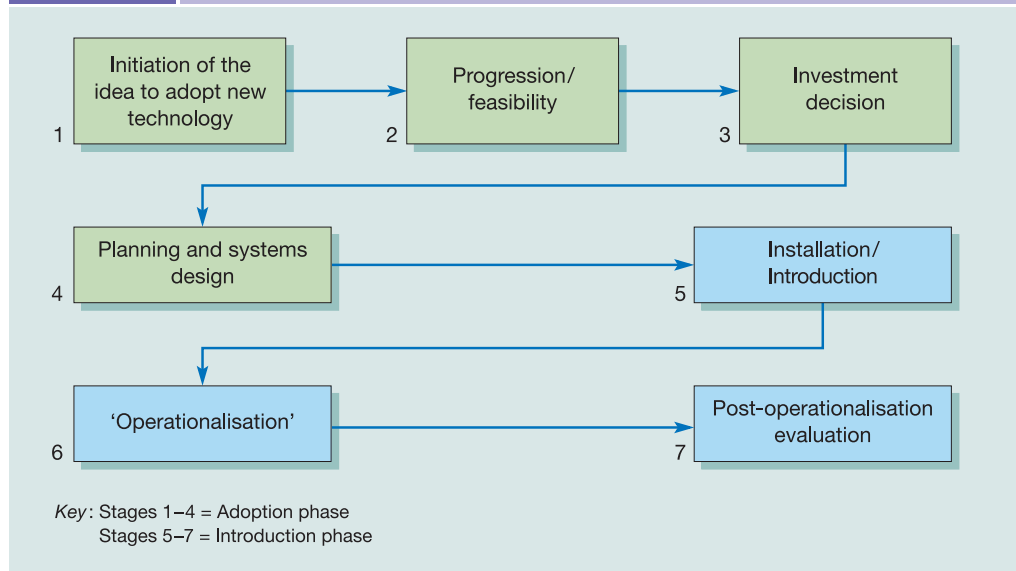 Initiation of the
idea to adopt new
technology
1
Progression/
feasibility
2
Investment
decision
3
Planning and systems
design
4
Installation/
Introduction
5
‘Operationalisation’
6
Post-operationalisation
evaluation
7
Key: Stages 1–4 = Adoption phase
Stages 5–7 = Introduction phase